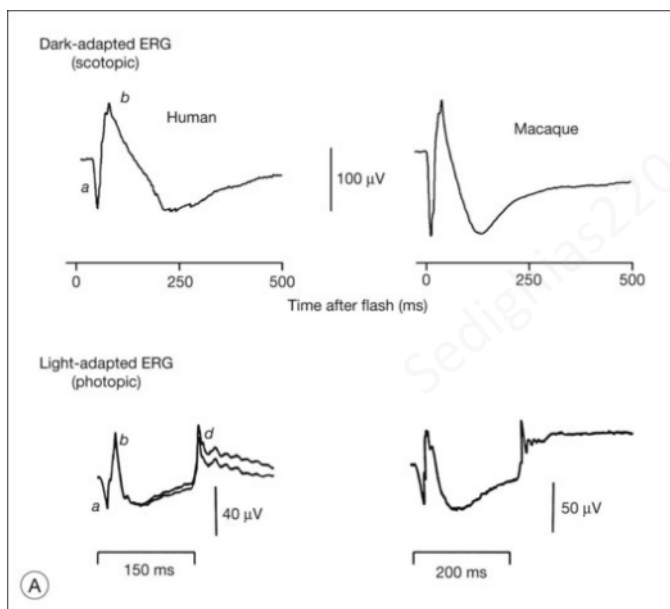 Dark-adapted ERG
(scotopic)
b
Human
Macaque
a
100 μV
0 250 500
0 250 500
Time after flash (ms)
Light-adapted ERG
(photopic)
b
d
a
40 μV
50 μV
150 ms
200 ms
A
Sedighias220